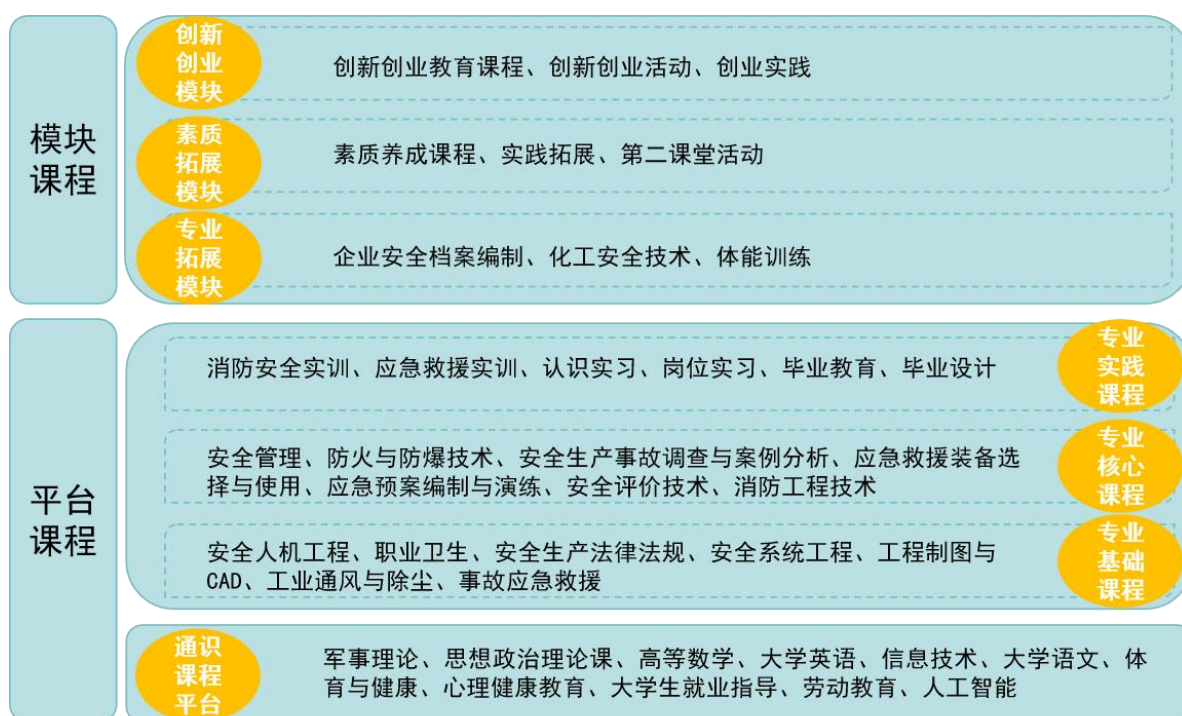 模块
课程
创新
创业
模块
创新创业教育课程、创新创业活动、创业实践
素质
拓展
模块
素质养成课程、实践拓展、第二课堂活动
专业
拓展
模块
企业安全档案编制、化工安全技术、体能训练
平台
课程
消防安全实训、应急救援实训、认识实习、岗位实习、毕业教育、毕业设计
专业
实践
课程
安全管理、防火与防爆技术、安全生产事故调查与案例分析、应急救援装备选
择与使用、应急预案编制与演练、安全评价技术、消防工程技术
专业
核心
课程
安全人机工程、职业卫生、安全生产法律法规、安全系统工程、工程制图与
CAD、工业通风与除尘、事故应急救援
专业
基础
课程
通识
课程
平台
军事理论、思想政治理论课、高等数学、大学英语、信息技术、大学语文、体
育与健康、心理健康教育、大学生就业指导、劳动教育、人工智能